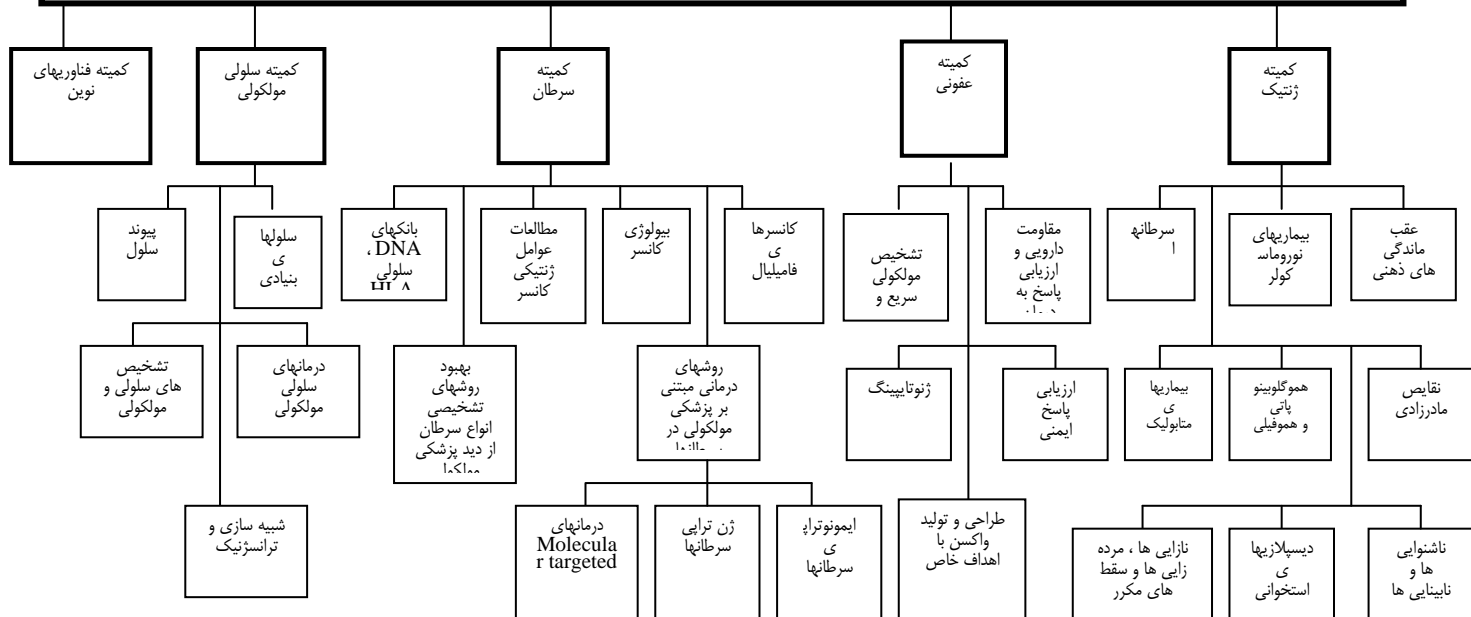 کمیته
ژنتیک
کمیته
عفونی
کمیته
سرطان
کمیته سلولی
مولکولی
کمیته فناوریهای
نوین
عقب
ماندگی
های ذهنی
بیماریهای
نوروماس
کولر
سرطانه
ا
مقاومت
دارویی و
ارزیابی
پاسخ به
تشخیص
مولکولی
سریع و
کانسرها
ی
فامیلیال
بیولوژی
کانسر
مطالعات
عوامل
ژنتیکی
کانسر
بانکهای
DNA ،
سلولی
HLA
سلولها
ی
بنیادی
پیوند
سلول
نقایص
مادرزادی
هموگلوبینو
پاتی
و هموفیلی
بیماریها
ی
متابولیک
ارزیابی
پاسخ
ایمنی
ژنوتایپینگ
روشهای
درمانی مبتنی
بر پزشکی
مولکولی در
سرطانها
بهبود
روشهای
تشخیصی
انواع سرطان
از دید پزشکی
مولکول
درمانهای
سلولی
مولکولی
تشخیص
های سلولی و
مولکولی
ناشنوایی
ها و
نابینایی ها
دیسپلازیها
ی
استخوانی
نازایی ها ، مرده
زایی ها و سقط
های مکرر
طراحی و تولید
واکسن با
اهداف خاص
ایمونوتراپ
ی
سرطانها
ژن تراپی
سرطانها
درمانهای
Molecula
r targeted
شبیه سازی و
ترانسژنیک